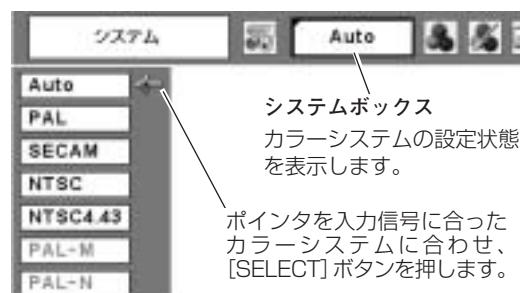 システム
Auto
Auto
PAL
SECAM
NTSC
NTSC4.43
PAL-M
PAL-N
システムボックス
カラーシステムの設定状態
を表示します。
ポインタを入力信号に合った
カラーシステムに合わせ、
［SELECT］ボタンを押します。